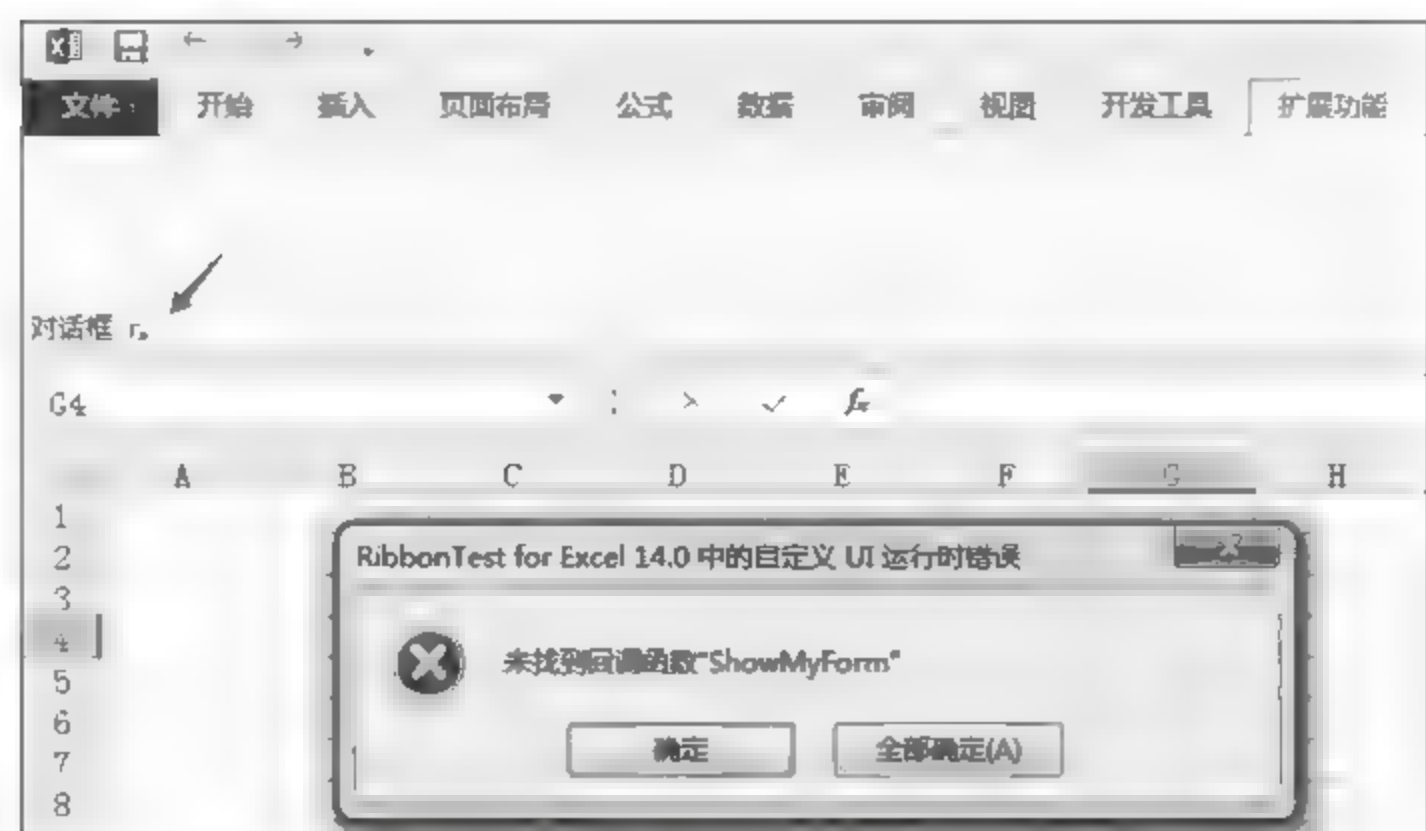 文件 开始 插入 页面布局 公式 数据 审阅 视图 开发工具 扩展功能
对话框
G4 fx
A B C D E F G H
1
2
3
4
5
6
7
8
RibbonTest for Excel 14.0 中的自定义 UI 运行时错误
未找到回调函数"ShowMyForm"
确定 全部确定(A)